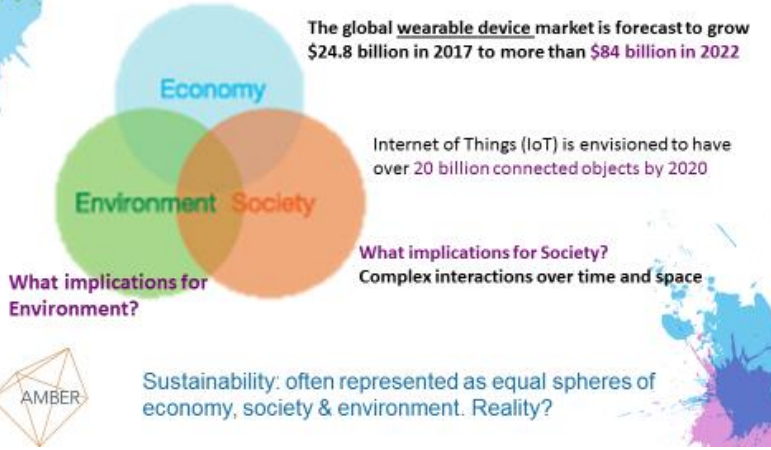 The global wearable device market is forecast to grow
$24.8 billion in 2017 to more than $84 billion in 2022
Economy
Internet of Things (IoT) is envisioned to have
over 20 billion connected objects by 2020
Environment
Society
What implications for Society?
Complex interactions over time and space
What implications for
Environment?
AMBER
Sustainability: often represented as equal spheres of
economy, society & environment. Reality?